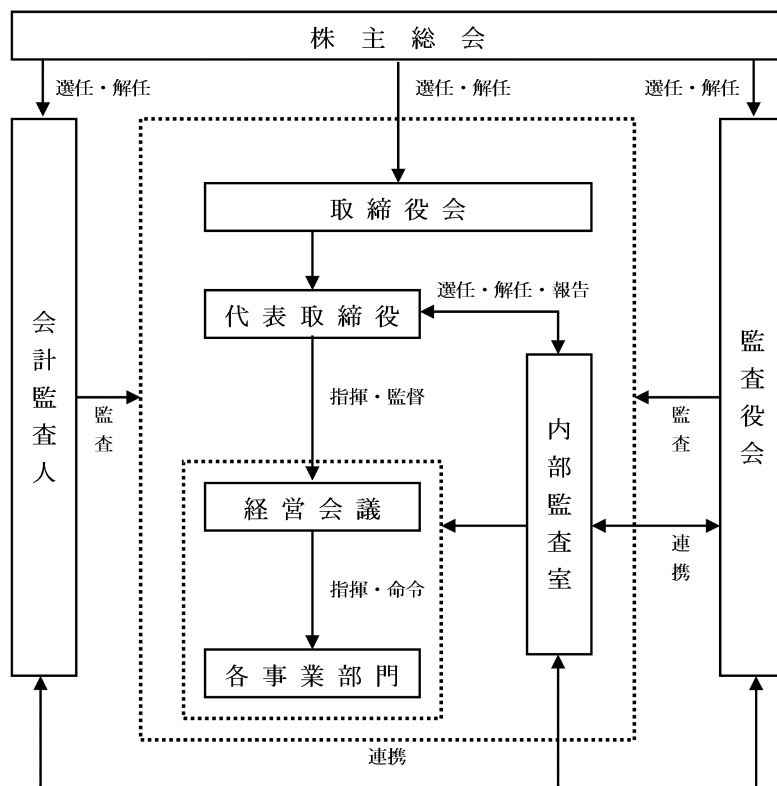 株主総会
選任・解任
選任・解任
選任・解任
取締役会
代表取締役
選任・解任・報告
会計監査人
監査
指揮・監督
内部監査室
監査
監査役会
経営会議
連携
指揮・命令
各事業部門
連携